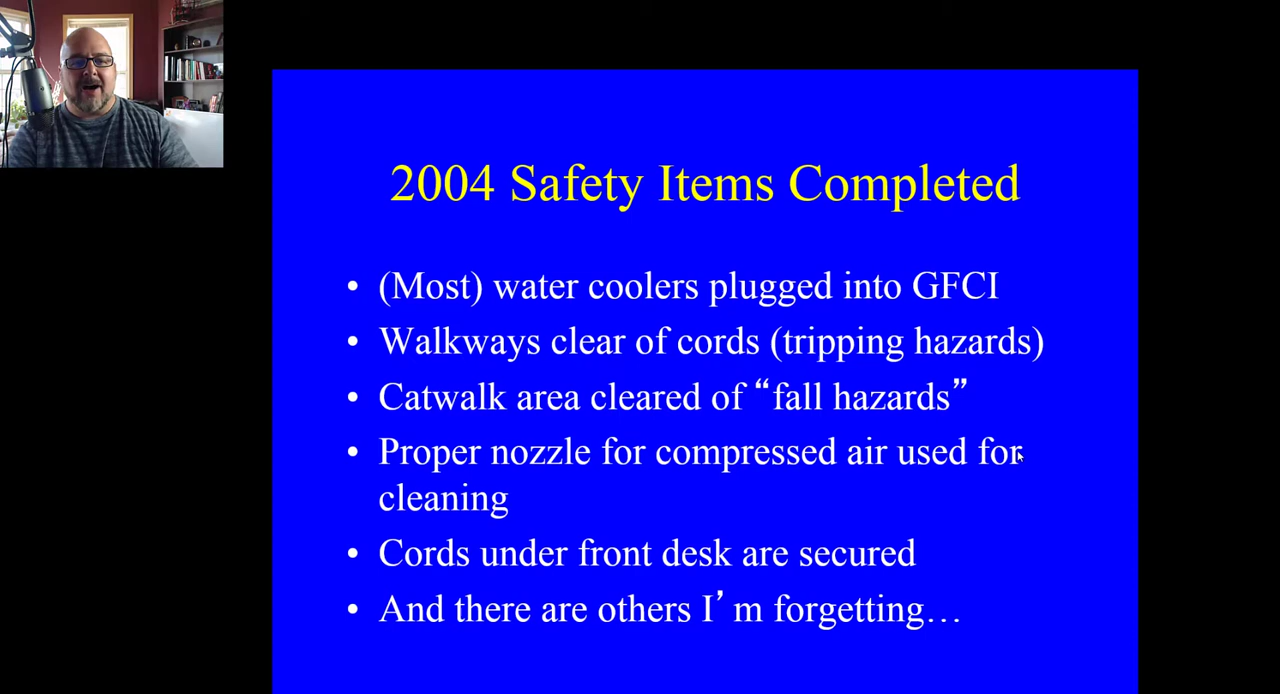 2004 Safety Items Completed
• (Most) water coolers plugged into GFCI
• Walkways clear of cords (tripping hazards)
• Catwalk area cleared of “fall hazards”
• Proper nozzle for compressed air used for
cleaning
• Cords under front desk are secured
• And there are others I’m forgetting…